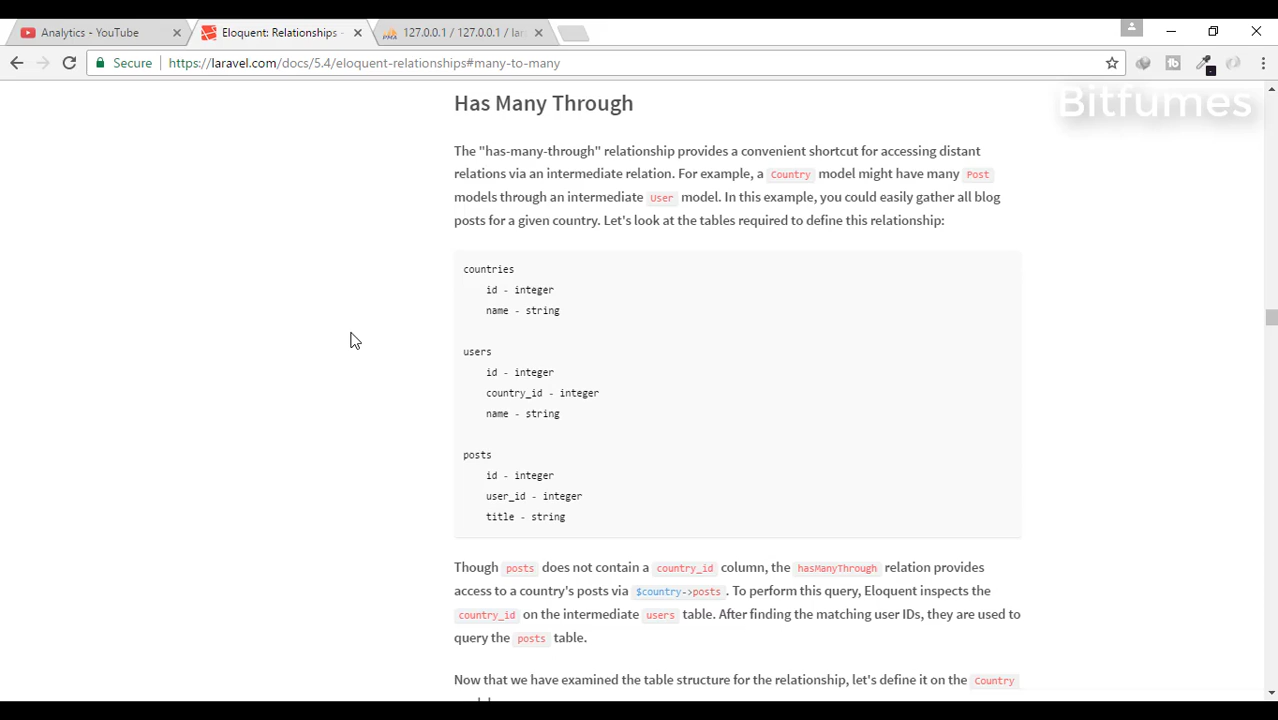 Analytics - YouTube
Eloquent: Relationships -
127.0.0.1 / 127.0.0.1 / lar
Secure
https://laravel.com/docs/5.4/eloquent-relationships#many-to-many
Bitfumes
Has Many Through
The "has-many-through" relationship provides a convenient shortcut for accessing distant
relations via an intermediate relation. For example, a Country model might have many Post
models through an intermediate User model. In this example, you could easily gather all blog
posts for a given country. Let's look at the tables required to define this relationship:
countries
id - integer
name - string
users
id - integer
country_id - integer
name - string
posts
id - integer
user_id - integer
title - string
Though posts does not contain a country_id column, the hasManyThrough relation provides
access to a country's posts via $country->posts . To perform this query, Eloquent inspects the
country_id on the intermediate users table. After finding the matching user IDs, they are used to
query the posts table.
Now that we have examined the table structure for the relationship, let's define it on the Country